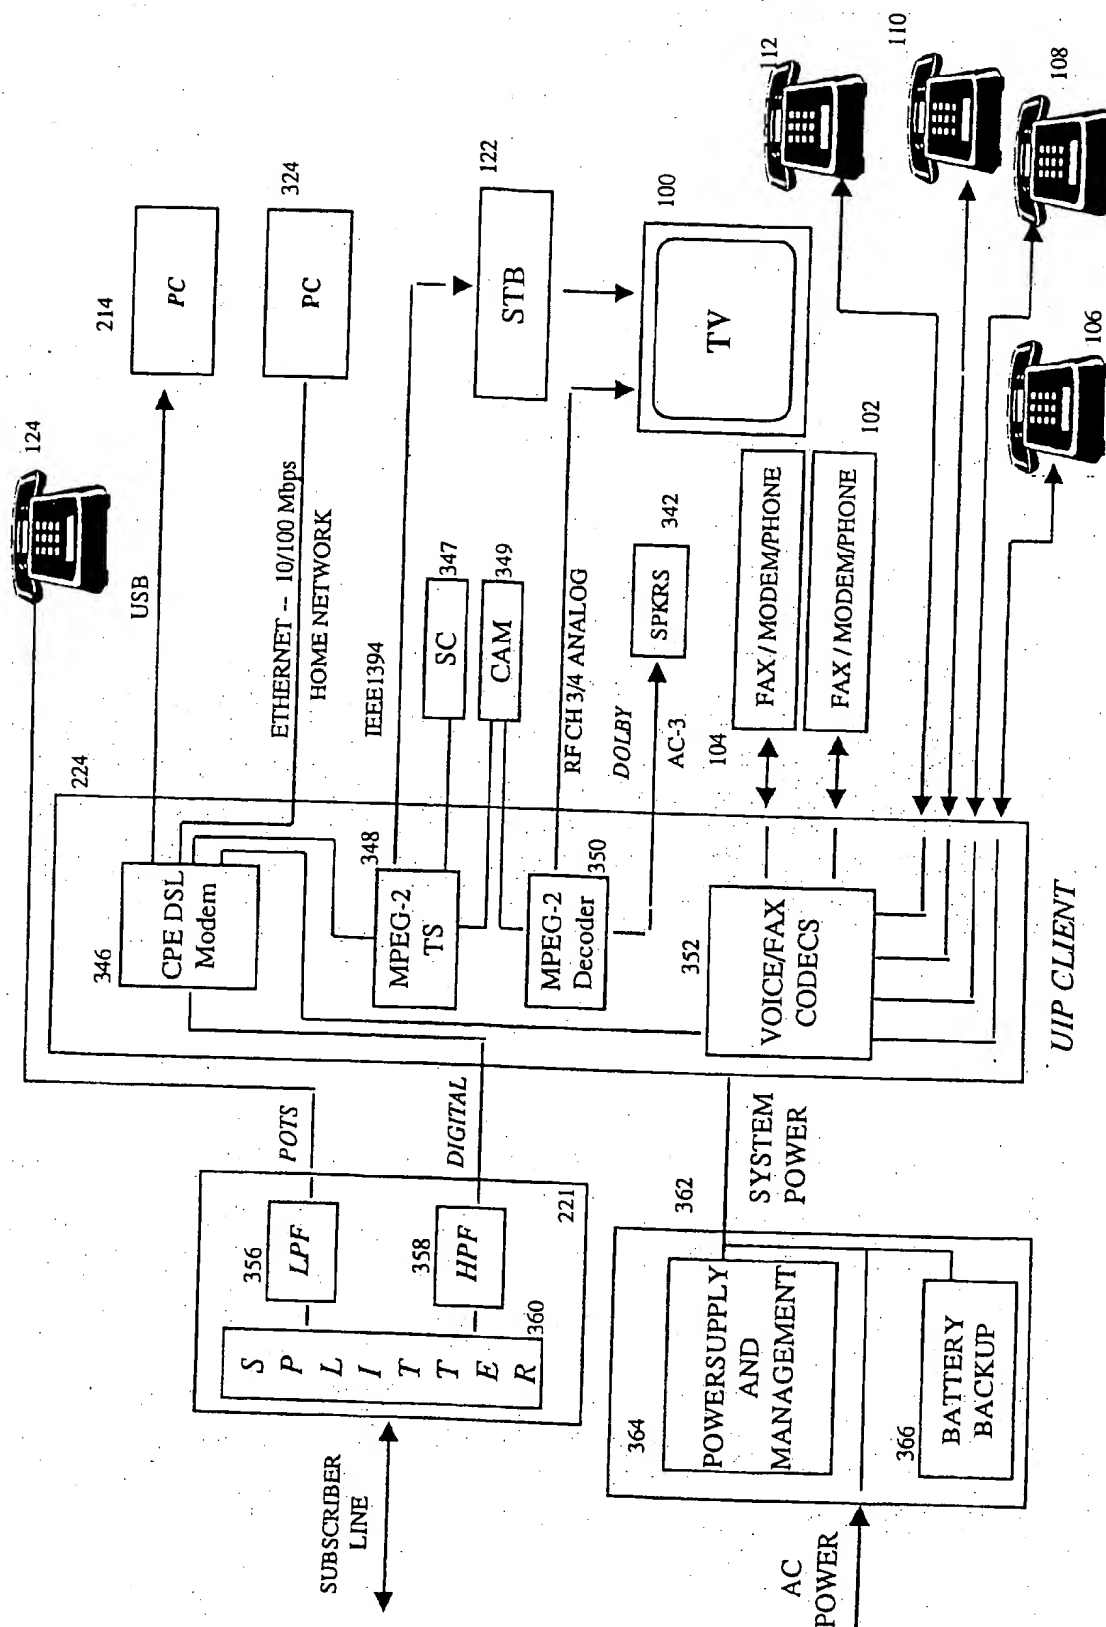 SUBSCRIBER
LINE
S P L I T T E R
360
356
LPF
358
HPF
221
POTS
DIGITAL
124
224
346
CPE DSL
Modem
USB
214
PC
ETHERNET -- 10/100 Mbps
HOME NETWORK
324
PC
348
MPEG-2
TS
IEEE1394
122
STB
SC
347
CAM
349
350
MPEG-2
Decoder
RF CH 3/4 ANALOG
100
TV
DOLBY
AC-3
SPKRS
342
352
VOICE/FAX
CODECS
104
FAX / MODEM/PHONE
FAX / MODEM/PHONE
102
112
110
108
106
UIP CLIENT
AC
POWER
364
POWERSUPPLY
AND
MANAGEMENT
362
SYSTEM
POWER
366
BATTERY
BACKUP